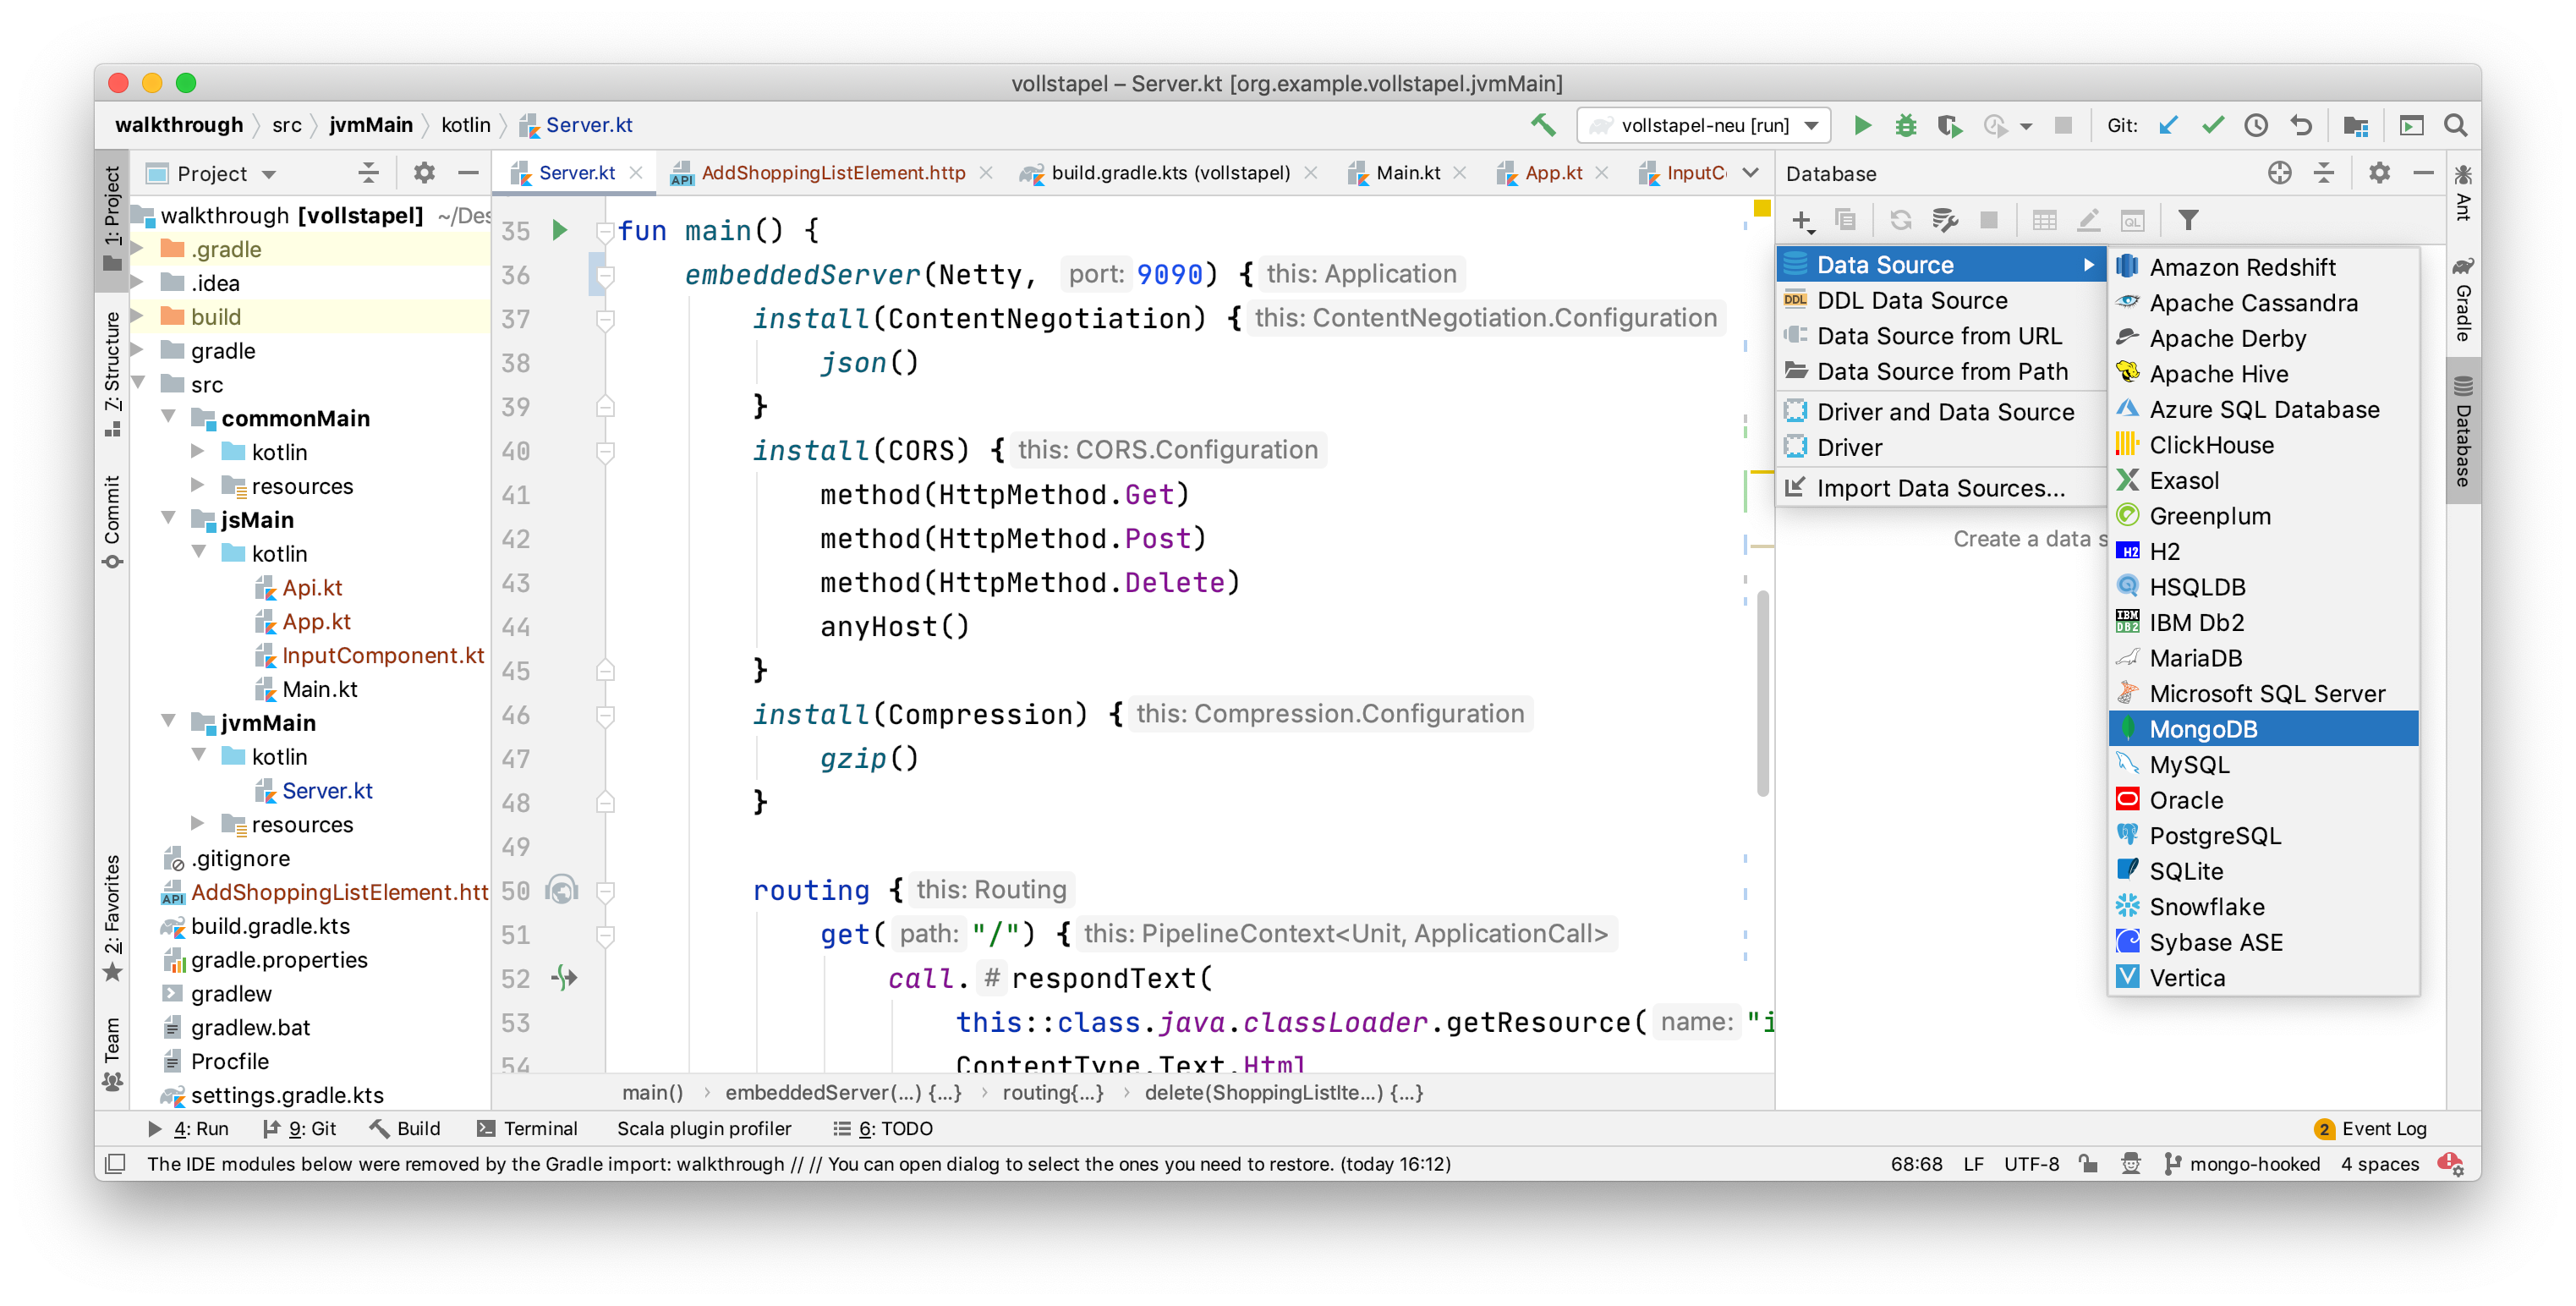 vollstapel – Server.kt [org.example.vollstapel.jvmMain]
walkthrough src jvmMain kotlin Server.kt
vollstapel-neu [run]
Git:
1: Project
7: Structure
Commit
2: Favorites
Team
Project
walkthrough [vollstapel] ~/Des
.gradle
.idea
build
gradle
src
commonMain
kotlin
resources
jsMain
kotlin
Api.kt
App.kt
InputComponent.kt
Main.kt
jvmMain
kotlin
Server.kt
resources
.gitignore
API AddShoppingListElement.htt
build.gradle.kts
gradle.properties
gradlew
gradlew.bat
Procfile
settings.gradle.kts
Server.kt API AddShoppingListElement.http build.gradle.kts (vollstapel) Main.kt App.kt InputC
35 fun main() {
36 embeddedServer(Netty, port: 9090) { this: Application
37 install(ContentNegotiation) { this: ContentNegotiation.Configuration
38 json()
39 }
40 install(CORS) { this: CORS.Configuration
41 method(HttpMethod.Get)
42 method(HttpMethod.Post)
43 method(HttpMethod.Delete)
44 anyHost()
45 }
46 install(Compression) { this: Compression.Configuration
47 gzip()
48 }
49
50 routing { this: Routing
51 get( path: "/") { this: PipelineContext<Unit, ApplicationCall>
52 call. # respondText(
53 this::class.java.classLoader.getResource( name: "i
54 ContentType.Text.Html
main() › embeddedServer(...) {...} › routing{...} › delete(ShoppingListIte...) {...}
Database
QL
Data Source
DDL DDL Data Source
Data Source from URL
Data Source from Path
Driver and Data Source
Driver
Import Data Sources...
Create a data s
Amazon Redshift
Apache Cassandra
Apache Derby
Apache Hive
Azure SQL Database
ClickHouse
Exasol
Greenplum
H2 H2
HSQLDB
IBM DB2 IBM Db2
MariaDB
Microsoft SQL Server
MongoDB
MySQL
Oracle
PostgreSQL
SQLite
Snowflake
Sybase ASE
Vertica
Ant
Gradle
Database
4: Run 9: Git Build Terminal Scala plugin profiler 6: TODO 2 Event Log
The IDE modules below were removed by the Gradle import: walkthrough // // You can open dialog to select the ones you need to restore. (today 16:12) 68:68 LF UTF-8 mongo-hooked 4 spaces